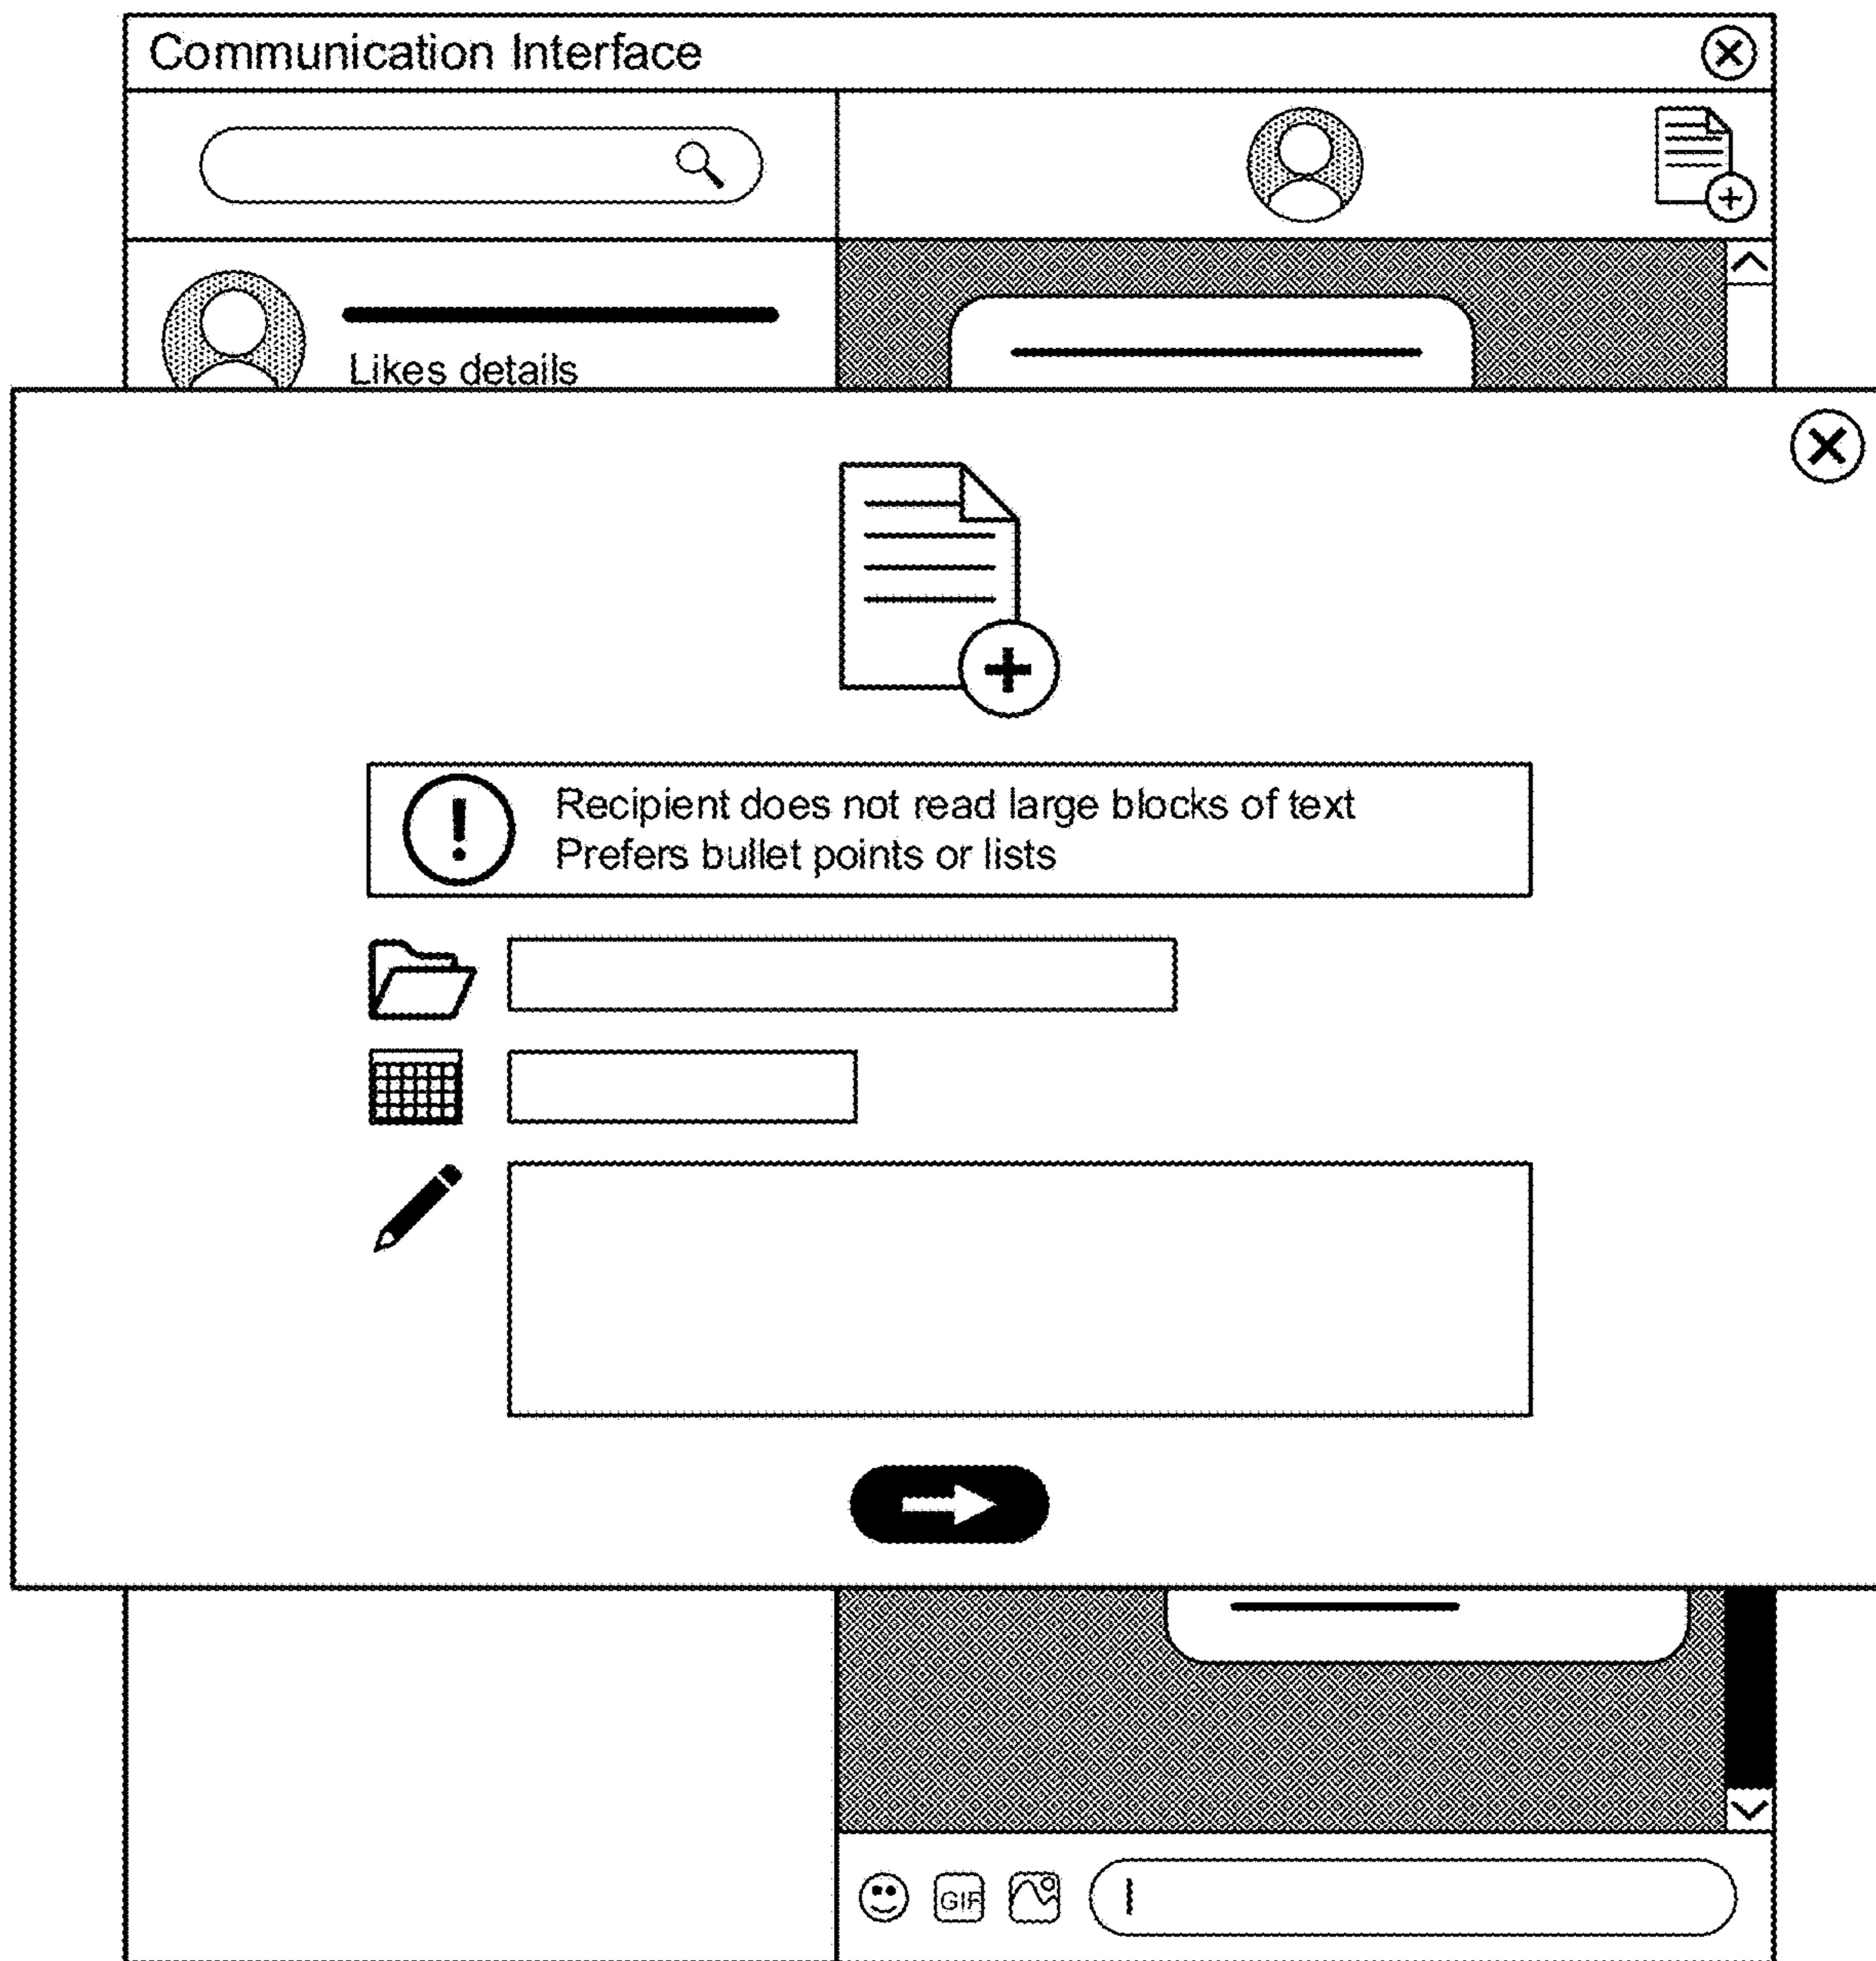 Communication Interface
Likes details
Recipient does not read large blocks of text
Prefers bullet points or lists
GIF